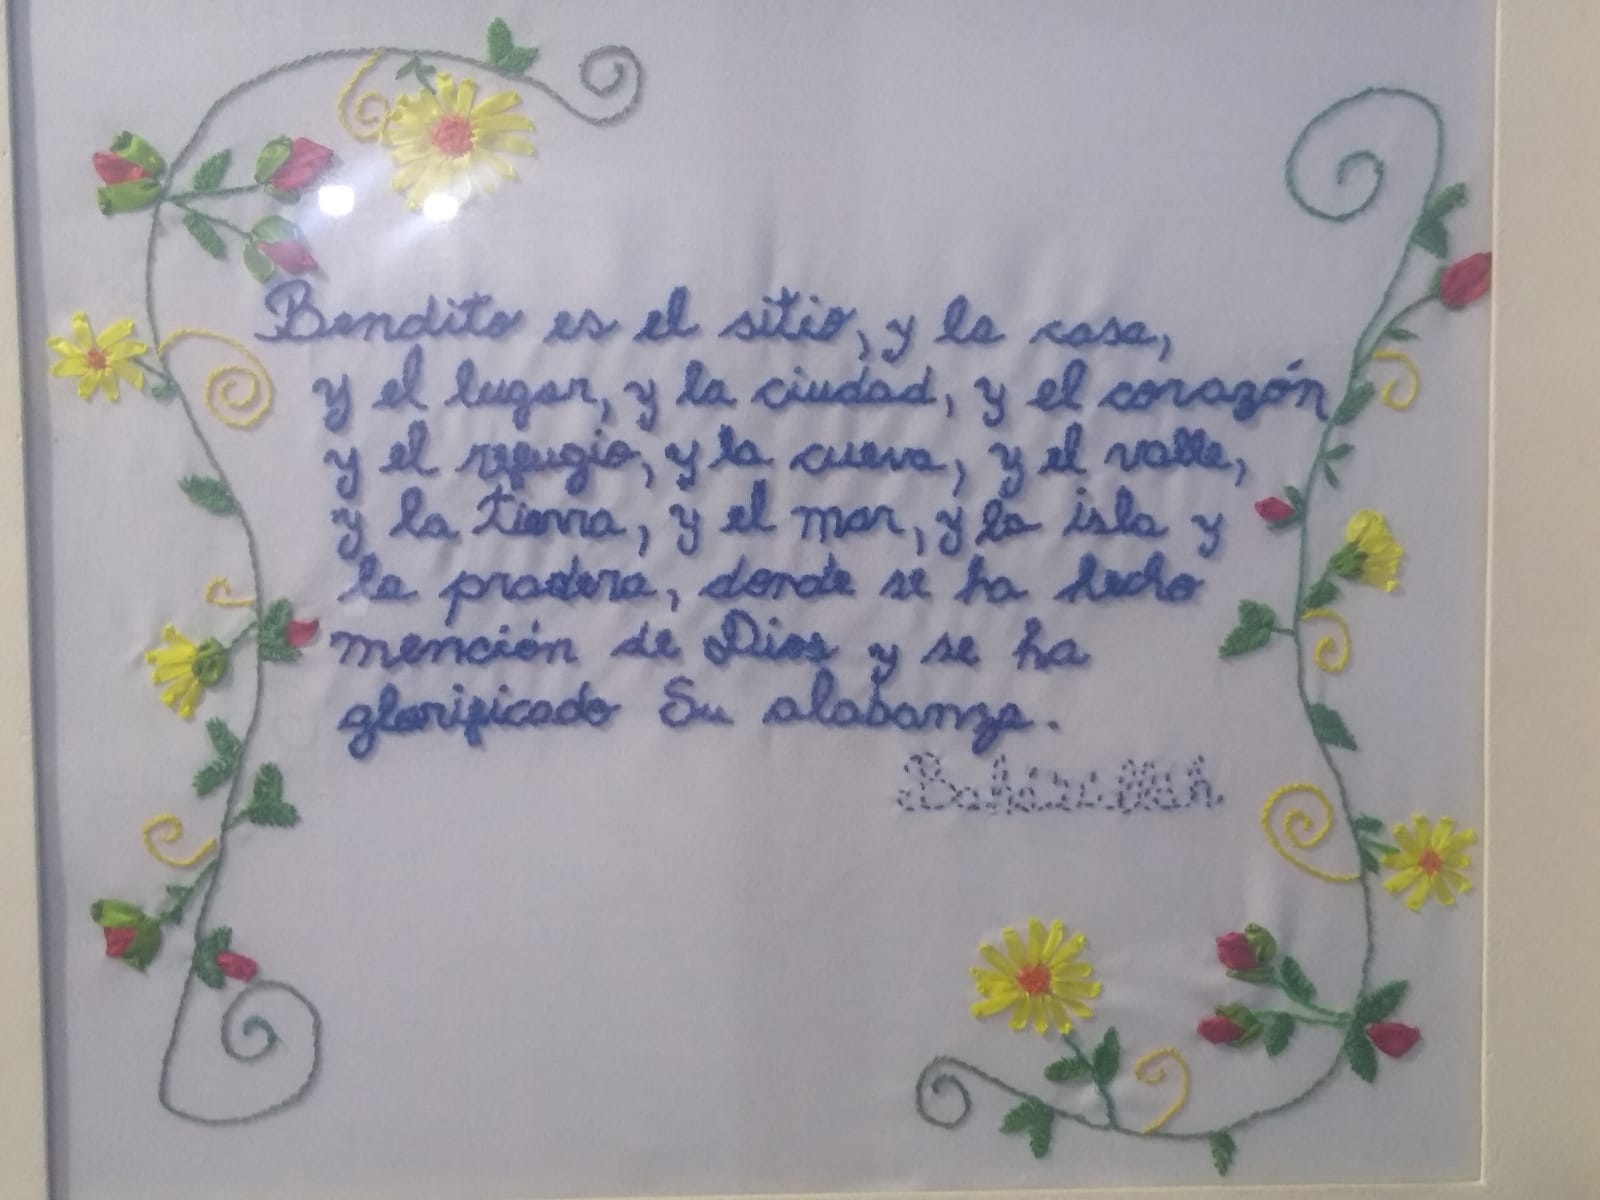 Bendito es el sitio, y la casa,
y el lugar, y la ciudad, y el corazón
y el refugio, y la cueva, y el valle,
y la tierra, y el mar, y la isla y
la pradera, donde se ha hecho
mención de Dios y se ha
glorificado Su alabanza.
Bahá'u'lláh